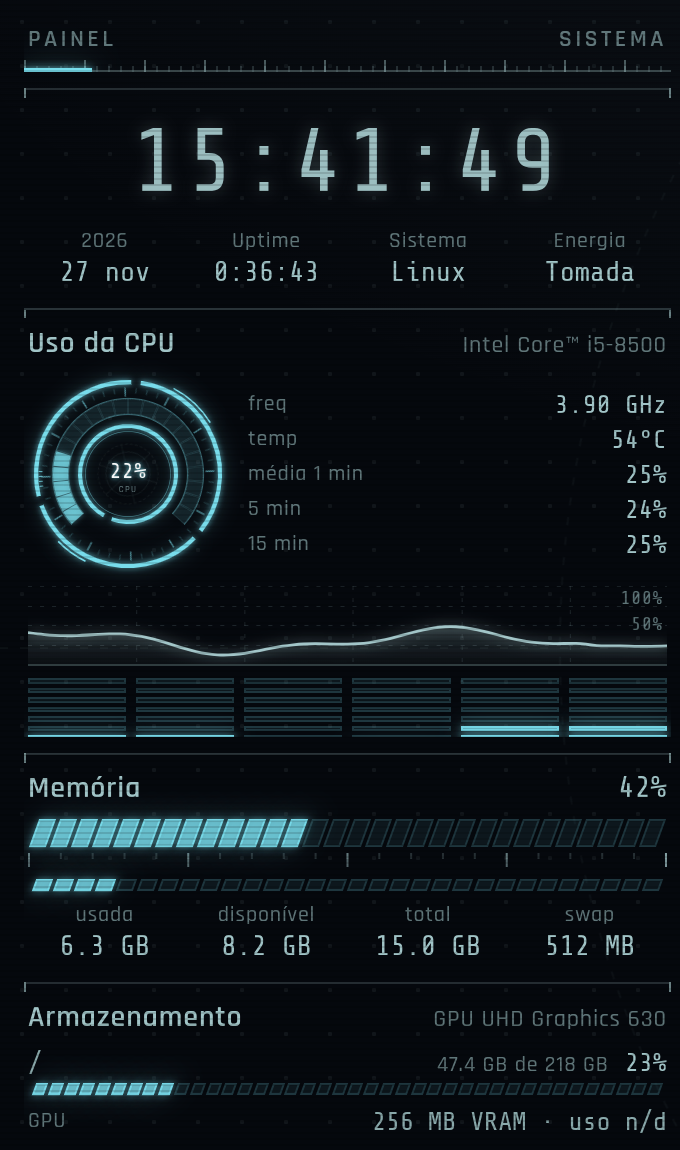 PAINEL SISTEMA
15:41:49
2026 Uptime Sistema Energia
27 nov 0:36:43 Linux Tomada
Uso da CPU Intel Core™ i5-8500
freq 3.90 GHz
temp 54°C
média 1 min 25%
5 min 24%
15 min 25%
22%
CPU
100%
50%
Memória 42%
usada disponível total swap
6.3 GB 8.2 GB 15.0 GB 512 MB
Armazenamento GPU UHD Graphics 630
/ 47.4 GB de 218 GB 23%
GPU 256 MB VRAM · uso n/d